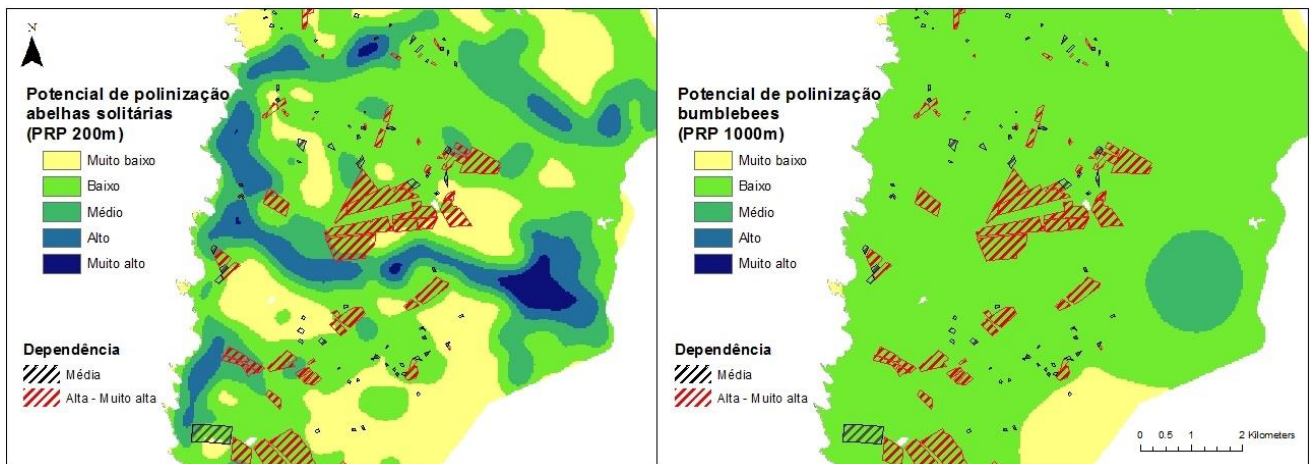 N
Potencial de polinização
abelhas solitárias
(PRP 200m)
Muito baixo
Baixo
Médio
Alto
Muito alto
Dependência
Média
Alta - Muito alta
Potencial de polinização
bumblebees
(PRP 1000m)
Muito baixo
Baixo
Médio
Alto
Muito alto
Dependência
Média
Alta - Muito alta
0 0.5 1 2 Kilometers